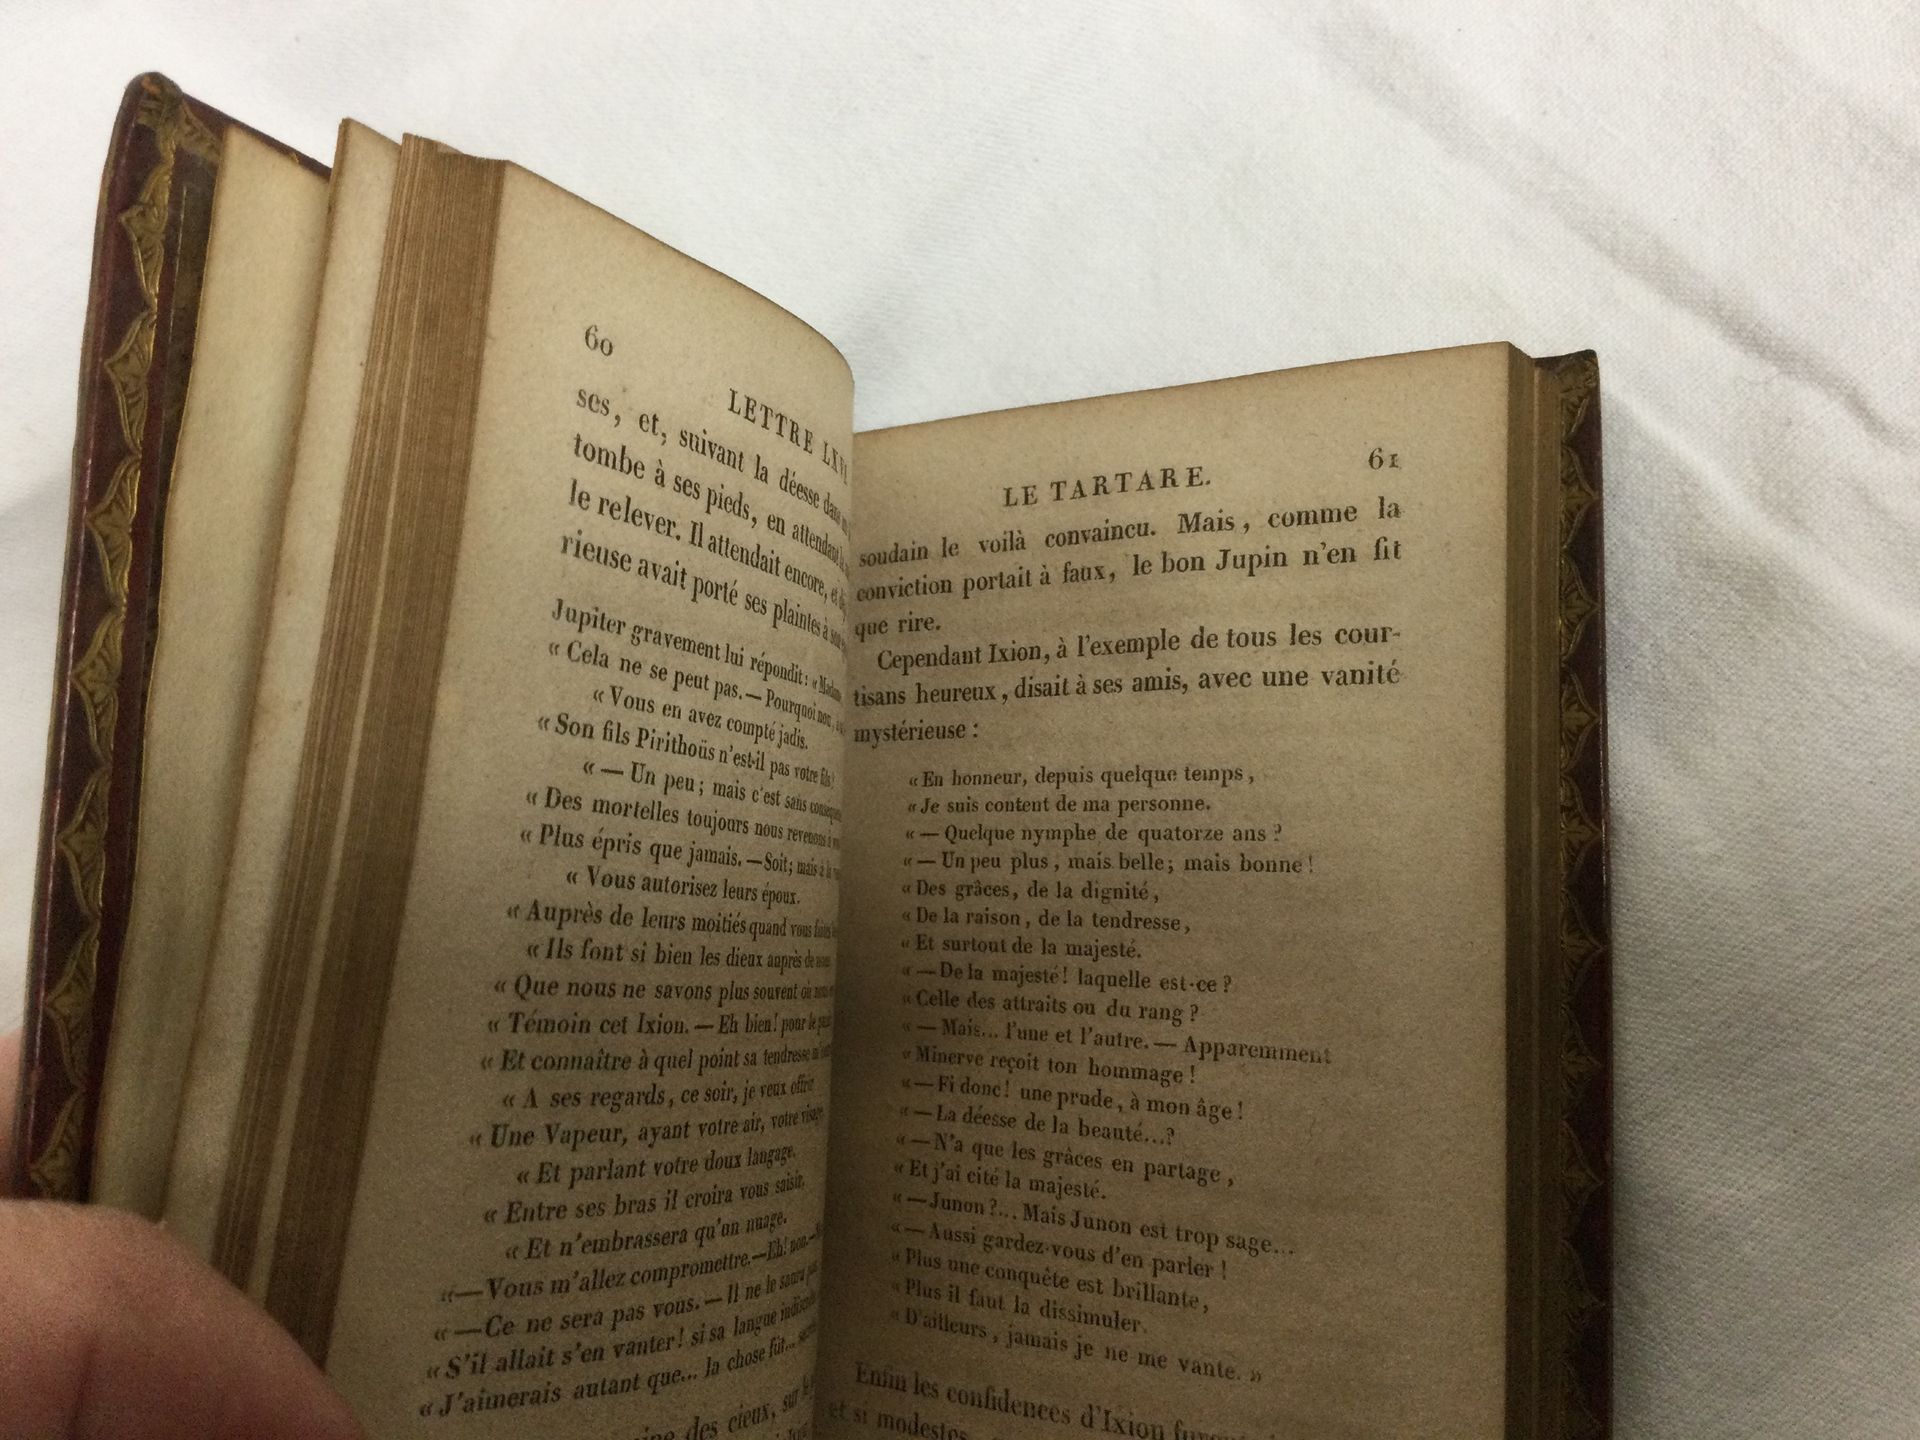 60
LETTRE
ses, et, suivant la déesse dans
tombe à ses pieds, en attendant
le relever. Il attendait encore, et
rieuse avait porté ses plaintes à
Jupiter gravement lui répondit : « Madame
« Cela ne se peut pas. — Pourquoi non,
« Vous en avez compté jadis.
« Son fils Pirithoüs n'est-il pas votre fils?
« — Un peu ; mais c'est sans
« Des mortelles toujours nous revenons à
« Plus épris que jamais. — Soit ; mais à
« Vous autorisez leurs époux.
« Auprès de leurs moitiés quand vous faites
« Ils font si bien les dieux auprès de nous
« Que nous ne savons plus souvent où
« Témoin cet Ixion. — Eh bien ! pour le
« Et connaître à quel point sa tendresse
« A ses regards, ce soir, je veux offrir
« Une Vapeur, ayant votre air, votre visage,
« Et parlant votre doux langage.
« Entre ses bras il croira vous saisir,
« Et n'embrassera qu'un nuage.
« — Vous m'allez compromettre. — Eh ! non. —
« — Ce ne sera pas vous. — Il ne le saura pas
« S'il allait s'en vanter ! si sa langue
« J'aimerais autant que... la chose fût...
des cieux, sur
LE TARTARE.
61
soudain le voilà convaincu. Mais, comme la
conviction portait à faux, le bon Jupin n'en fit
que rire.
Cependant Ixion, à l'exemple de tous les cour-
tisans heureux, disait à ses amis, avec une vanité
mystérieuse :
« En honneur, depuis quelque temps,
« Je suis content de ma personne.
« — Quelque nymphe de quatorze ans ?
« — Un peu plus, mais belle ; mais bonne !
« Des grâces, de la dignité,
« De la raison, de la tendresse,
« Et surtout de la majesté.
« — De la majesté ! laquelle est-ce ?
« Celle des attraits ou du rang ?
« — Mais... l'une et l'autre. — Apparemment
« Minerve reçoit ton hommage !
« — Fi donc ! une prude, à mon âge !
« — La déesse de la beauté...?
« — N'a que les grâces en partage,
« Et j'ai cité la majesté.
« — Junon ?... Mais Junon est trop sage...
« — Aussi gardez-vous d'en parler !
« Plus une conquête est brillante,
« Plus il faut la dissimuler.
« D'ailleurs, jamais je ne me vante. »
Enfin les confidences d'Ixion furent
et si modestes